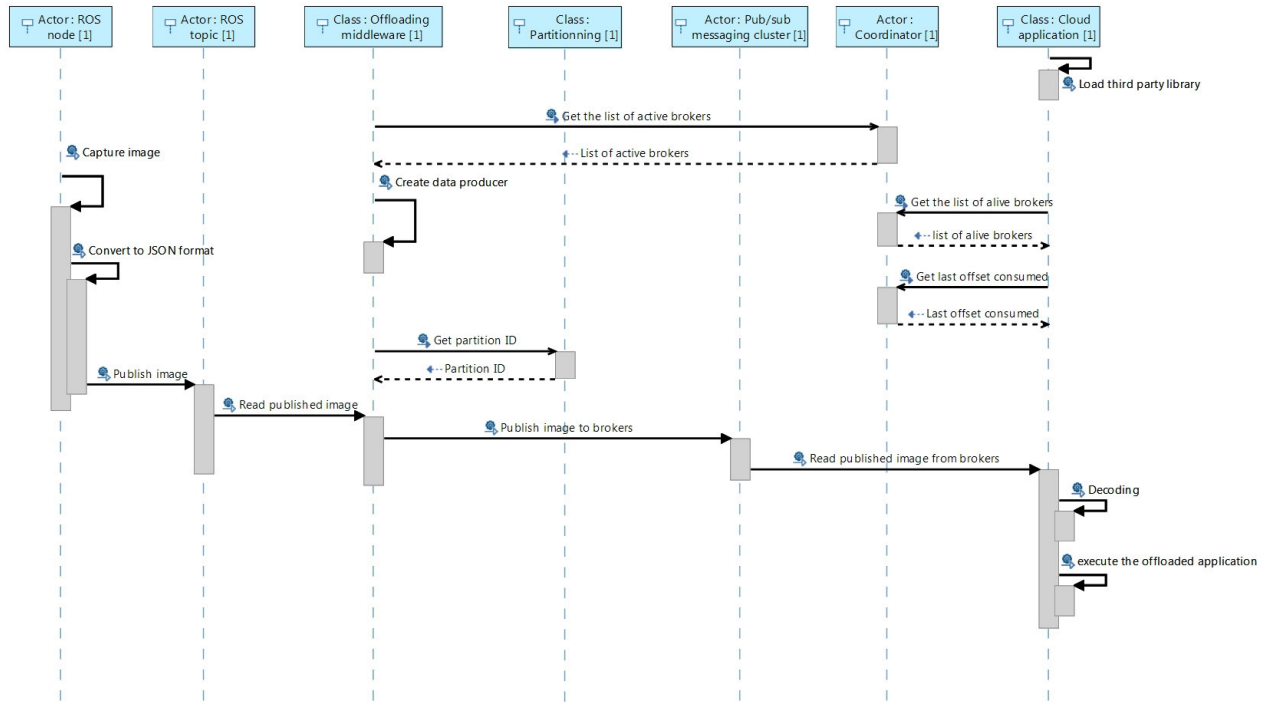 Actor : ROS
node [1]
Actor : ROS
topic [1]
Class : Offloading
middleware [1]
Class :
Partitionning [1]
Actor : Pub/sub
messaging cluster [1]
Actor :
Coordinator [1]
Class : Cloud
application [1]
Load third party library
Get the list of active brokers
Capture image
List of active brokers
Create data producer
Get the list of alive brokers
list of alive brokers
Convert to JSON format
Get last offset consumed
Last offset consumed
Get partition ID
Partition ID
Publish image
Read published image
Publish image to brokers
Read published image from brokers
Decoding
execute the offloaded application